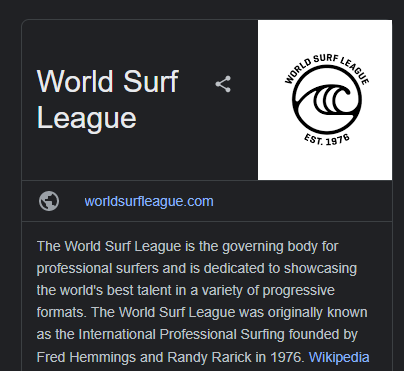 World Surf
League
WORLD SURF LEAGUE
EST. 1976
worldsurfleague.com
The World Surf League is the governing body for
professional surfers and is dedicated to showcasing
the world's best talent in a variety of progressive
formats. The World Surf League was originally known
as the International Professional Surfing founded by
Fred Hemmings and Randy Rarick in 1976. Wikipedia